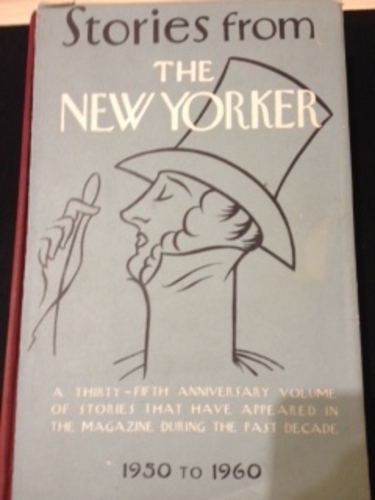 Stories from
THE
NEW YORKER
A THIRTY-FIFTH ANNIVERSARY VOLUME
OF STORIES THAT HAVE APPEARED IN
THE MAGAZINE DURING THE PAST DECADE
1950 TO 1960